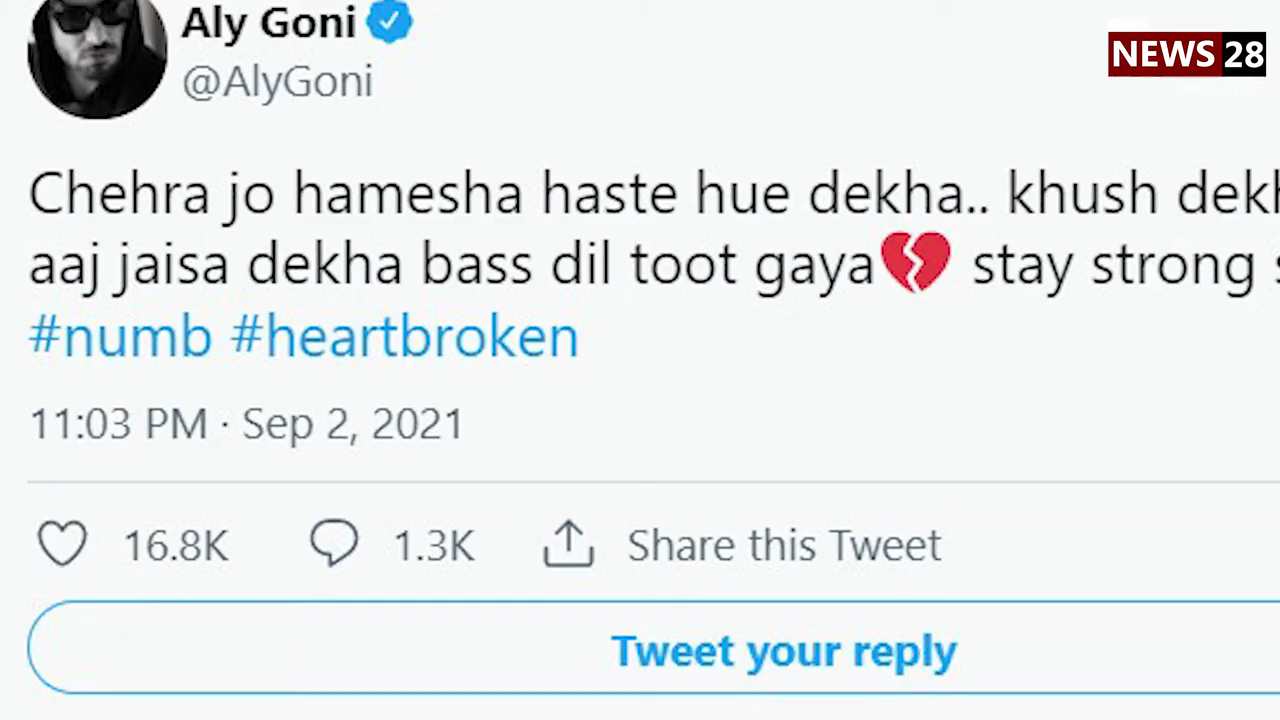 Aly Goni
NEWS 28
@AlyGoni
Chehra jo hamesha haste hue dekha.. khush
aaj jaisa dekha bass dil toot gaya💔 stay strong
#numb #heartbroken
11:03 PM · Sep 2, 2021
16.8K 1.3K Share this Tweet
Tweet your reply